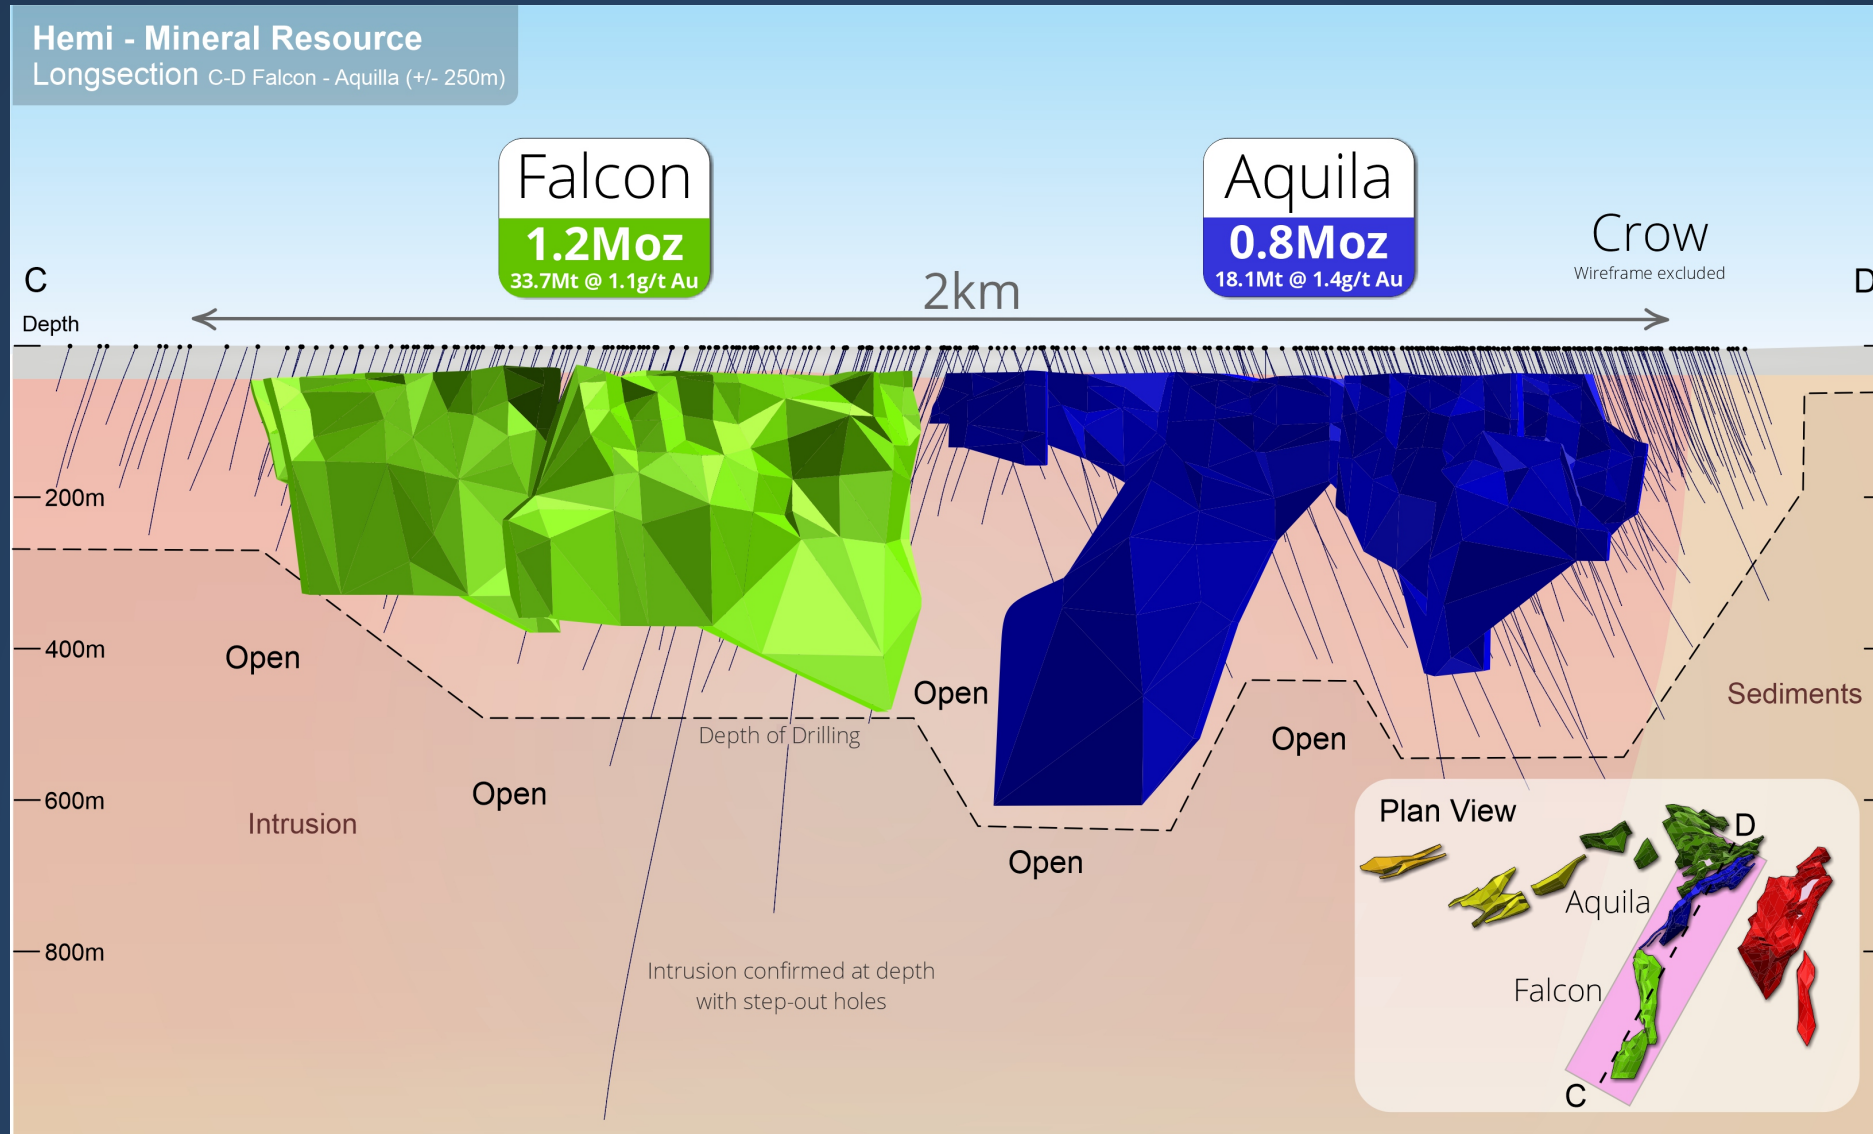 Hemi - Mineral Resource
Longsection C-D Falcon - Aquilla (+/- 250m)
Falcon
1.2Moz
33.7Mt @ 1.1g/t Au
Aquila
0.8Moz
18.1Mt @ 1.4g/t Au
Crow
Wireframe excluded
C
2km
D
Depth
200m
400m
Open
Open
Sediments
Depth of Drilling
Open
Open
600m
Intrusion
Open
800m
Intrusion confirmed at depth
with step-out holes
Plan View
D
Aquila
Falcon
C